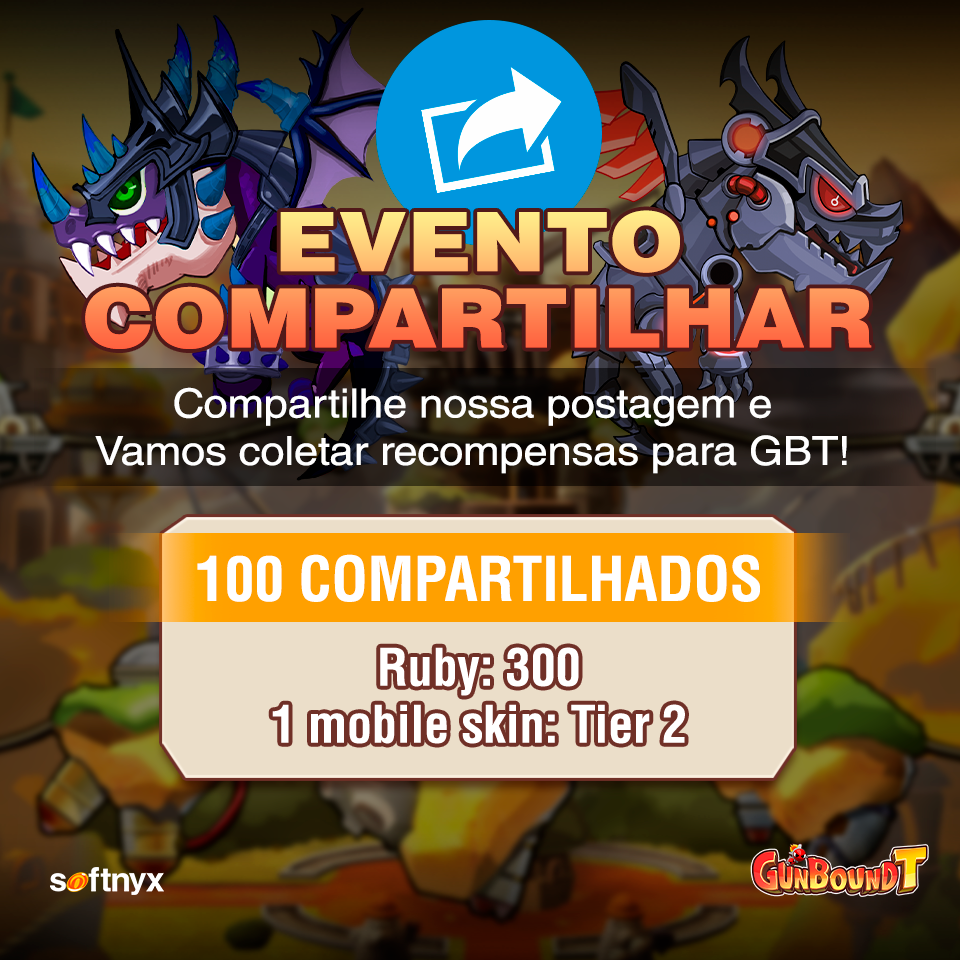 EVENTO
COMPARTILHAR
Compartilhe nossa postagem e
Vamos coletar recompensas para GBT!
100 COMPARTILHADOS
Ruby: 300
1 mobile skin: Tier 2
softnyx
GUNBOUND T